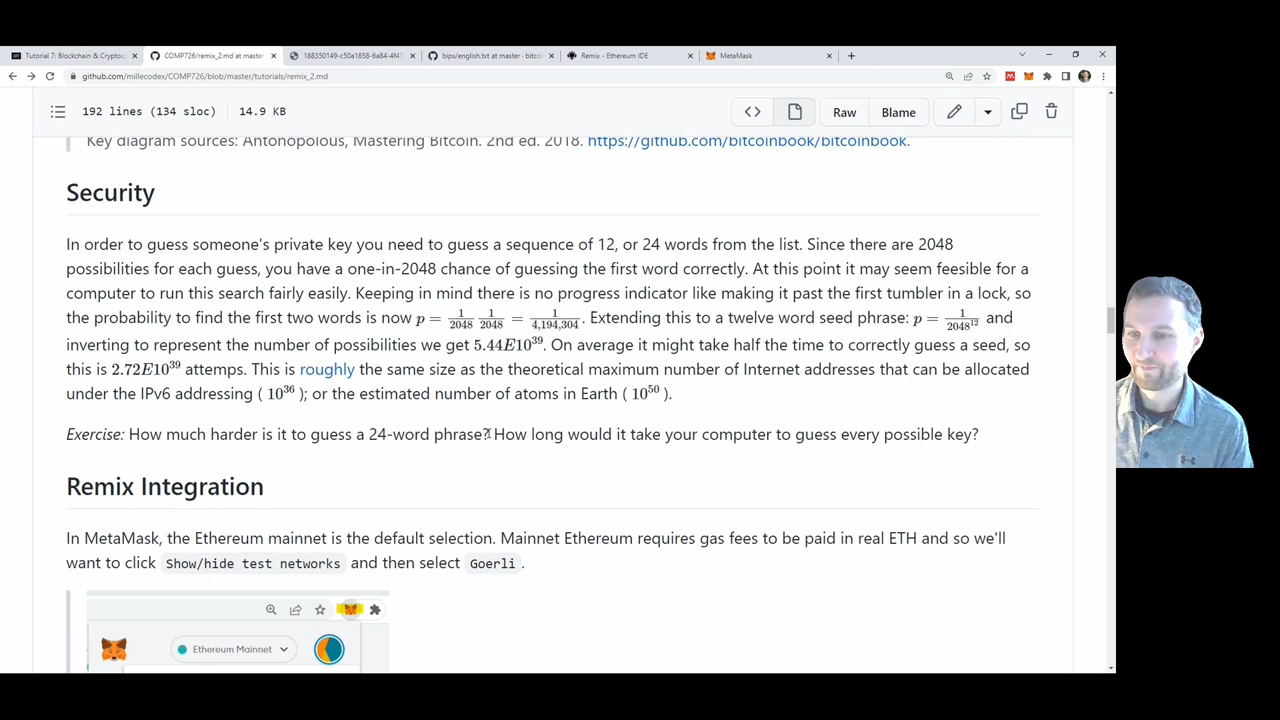 Tutorial 7: Blockchain & Cryptoc
COMP726/remix_2.md at master
188350149-c50a1858-6a84-4f47
bips/english.txt at master · bitcoi
Remix - Ethereum IDE
MetaMask
github.com/millecodex/COMP726/blob/master/tutorials/remix_2.md
192 lines (134 sloc) 14.9 KB
Raw
Blame
Key diagram sources: Antonopolous, Mastering Bitcoin. 2nd ed. 2018. https://github.com/bitcoinbook/bitcoinbook.
Security
In order to guess someone's private key you need to guess a sequence of 12, or 24 words from the list. Since there are 2048
possibilities for each guess, you have a one-in-2048 chance of guessing the first word correctly. At this point it may seem feesible for a
computer to run this search fairly easily. Keeping in mind there is no progress indicator like making it past the first tumbler in a lock, so
the probability to find the first two words is now p = 1/2048 1/2048 = 1/4,194,304. Extending this to a twelve word seed phrase: p = 1/2048^12 and
inverting to represent the number of possibilities we get 5.44E10^39. On average it might take half the time to correctly guess a seed, so
this is 2.72E10^39 attemps. This is roughly the same size as the theoretical maximum number of Internet addresses that can be allocated
under the IPv6 addressing ( 10^36 ); or the estimated number of atoms in Earth ( 10^50 ).
Exercise: How much harder is it to guess a 24-word phrase? How long would it take your computer to guess every possible key?
Remix Integration
In MetaMask, the Ethereum mainnet is the default selection. Mainnet Ethereum requires gas fees to be paid in real ETH and so we'll
want to click Show/hide test networks and then select Goerli.
Ethereum Mainnet